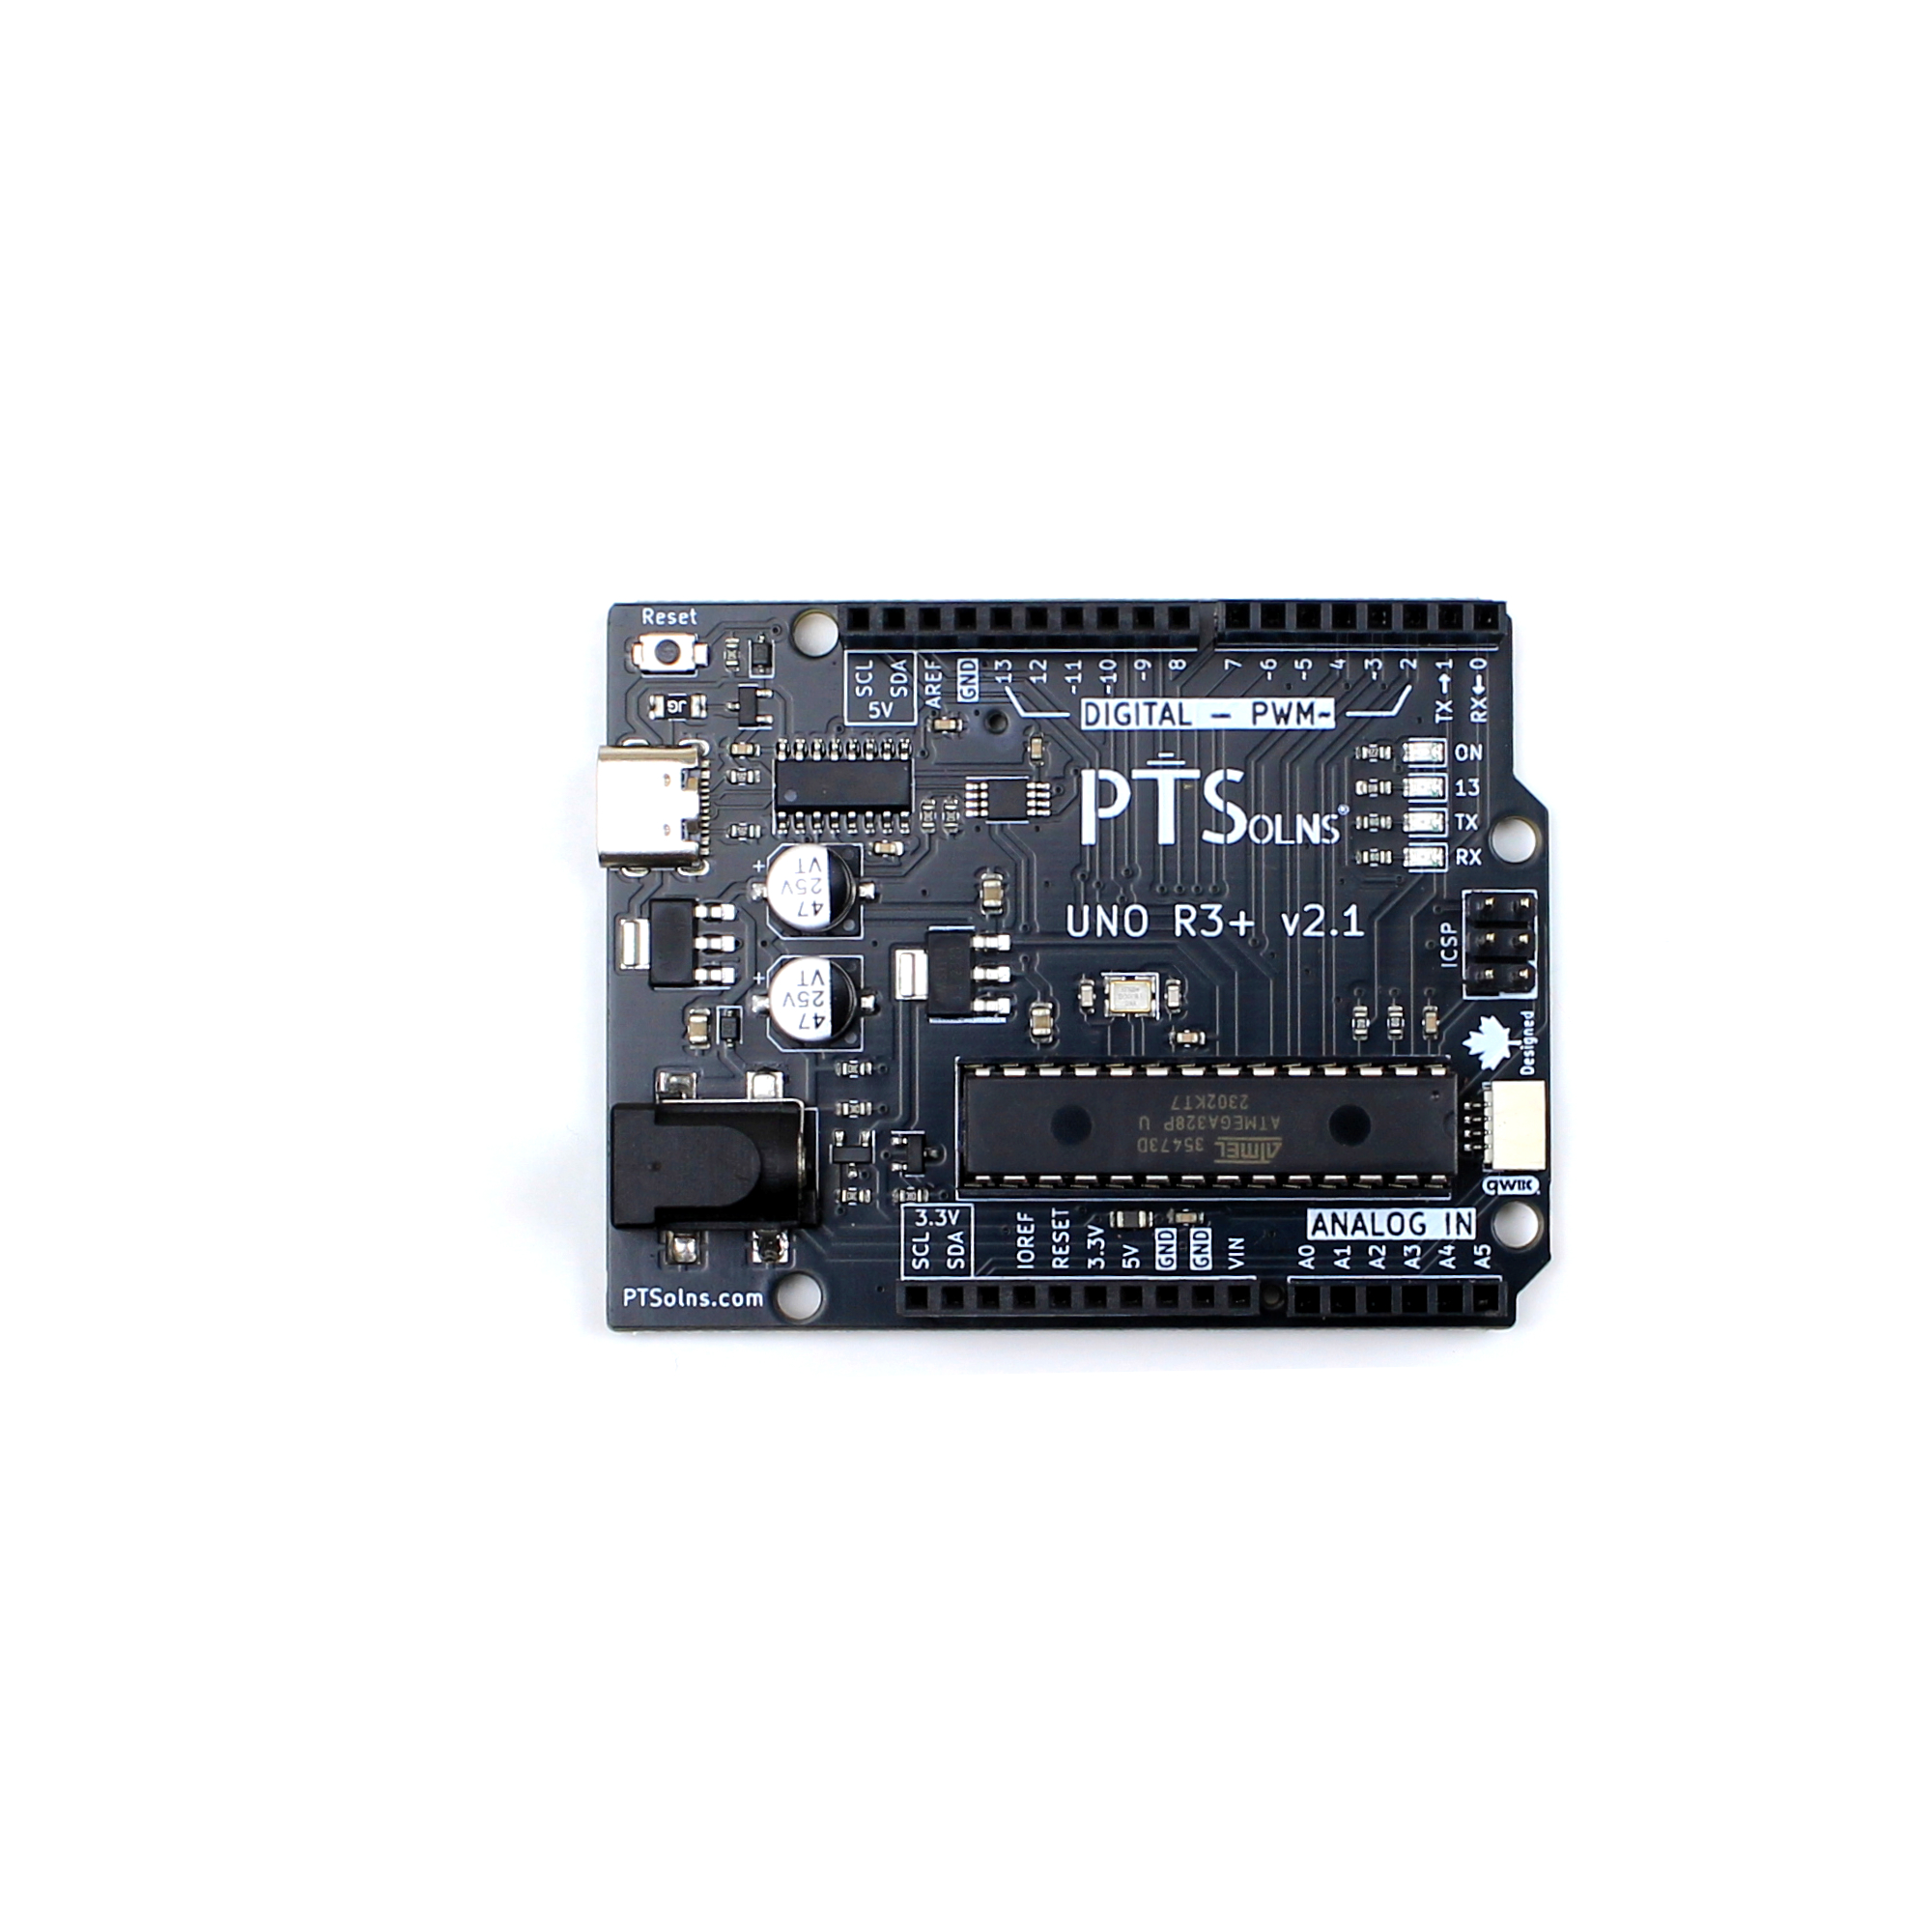 Reset
SCL
SDA
5V
AREF
GND
13
12
~11
~10
~9
8
7
~6
~5
4
~3
2
TX→1
RX←0
DIGITAL — PWM~
PTSOLNS®
ON
13
TX
RX
JG
47
25V
VT
47
25V
VT
UNO R3+ v2.1
ICSP
Designed
ATMEL 35473D
ATMEGA328P U
2302KT7
qwiic
3.3V
SCL
SDA
IOREF
RESET
3.3V
5V
GND
GND
VIN
ANALOG IN
A0
A1
A2
A3
A4
A5
PTSolns.com